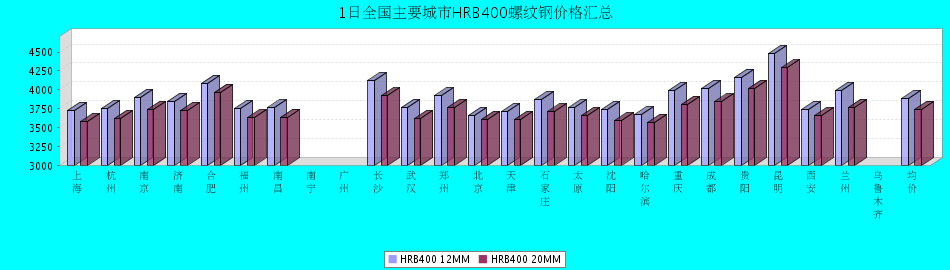 1日全国主要城市HRB400螺纹钢价格汇总
4500
4250
4000
3750
3500
3250
3000
上海
杭州
南京
济南
合肥
福州
南昌
南宁
广州
长沙
武汉
郑州
北京
天津
石家庄
太原
沈阳
哈尔滨
重庆
成都
贵阳
昆明
西安
兰州
乌鲁木齐
均价
HRB400 12MM
HRB400 20MM